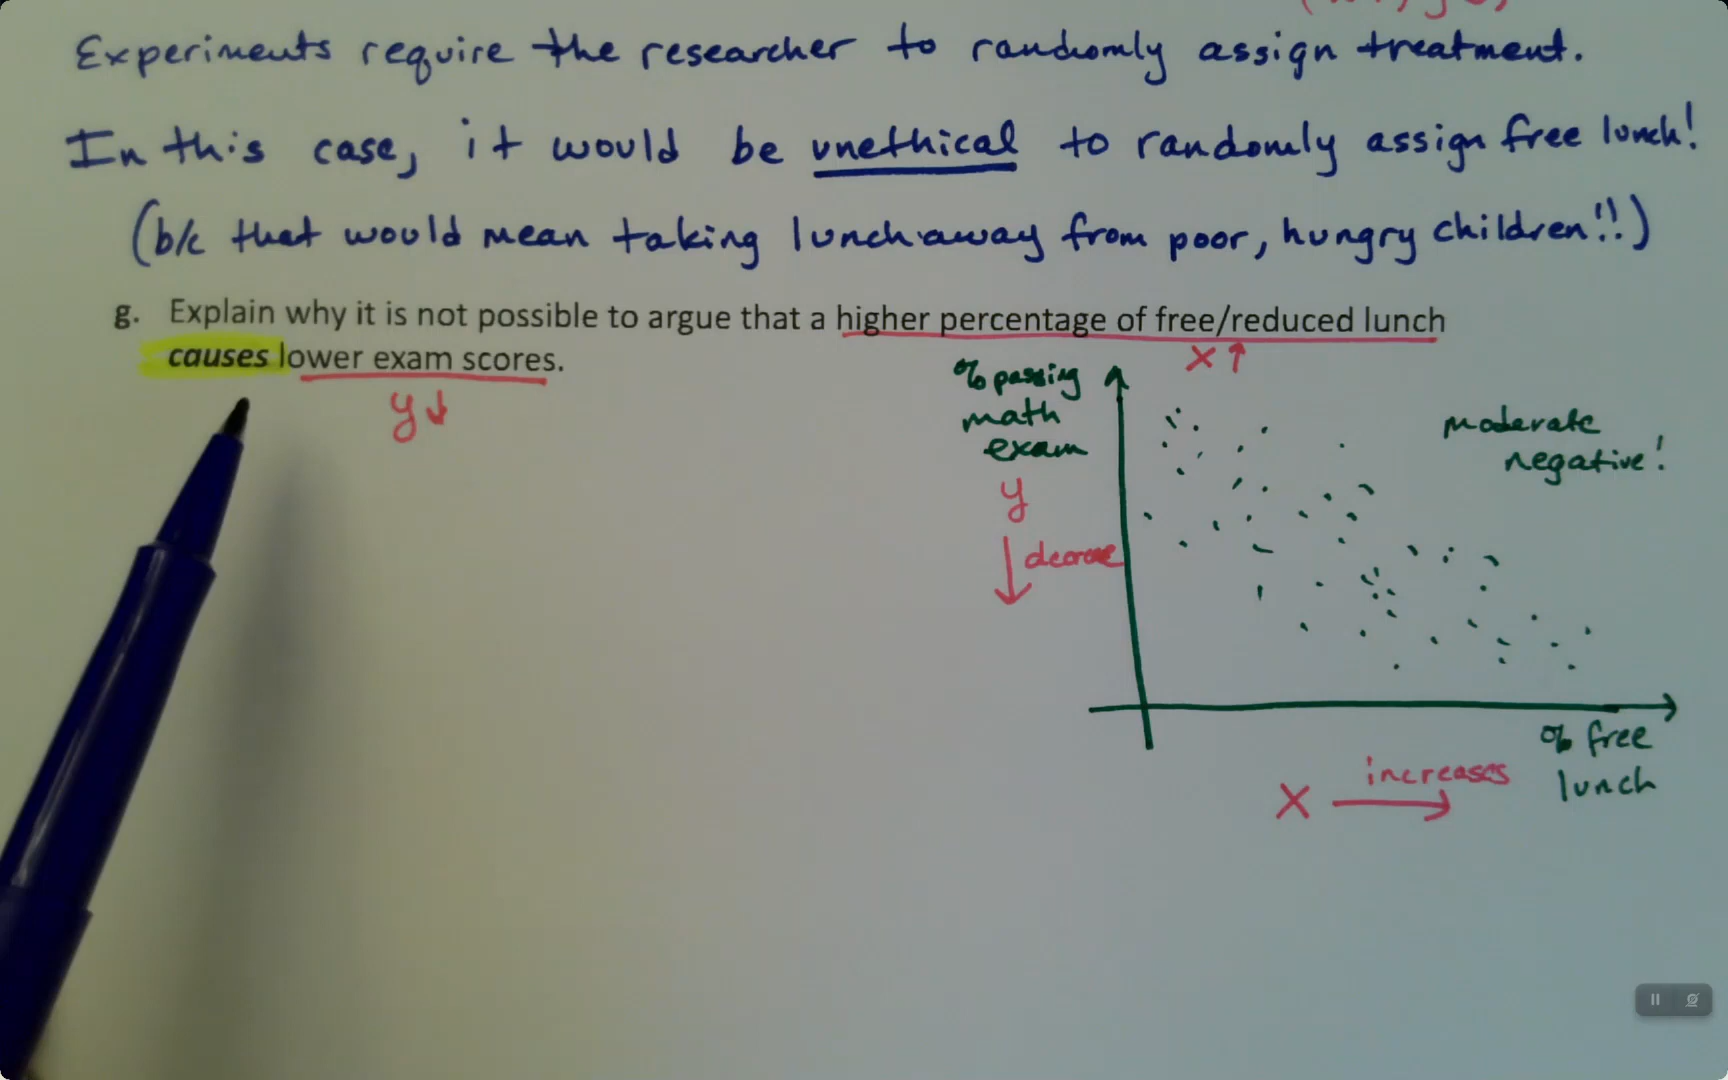 Experiments require the researcher to randomly assign treatment.
In this case, it would be unethical to randomly assign free lunch!
(b/c that would mean taking lunch away from poor, hungry children!!)
g. Explain why it is not possible to argue that a higher percentage of free/reduced lunch
causes lower exam scores.
x ↑
y ↓
% passing
math
exam
y
↓ decrease
moderate
negative!
% free
lunch
x → increases